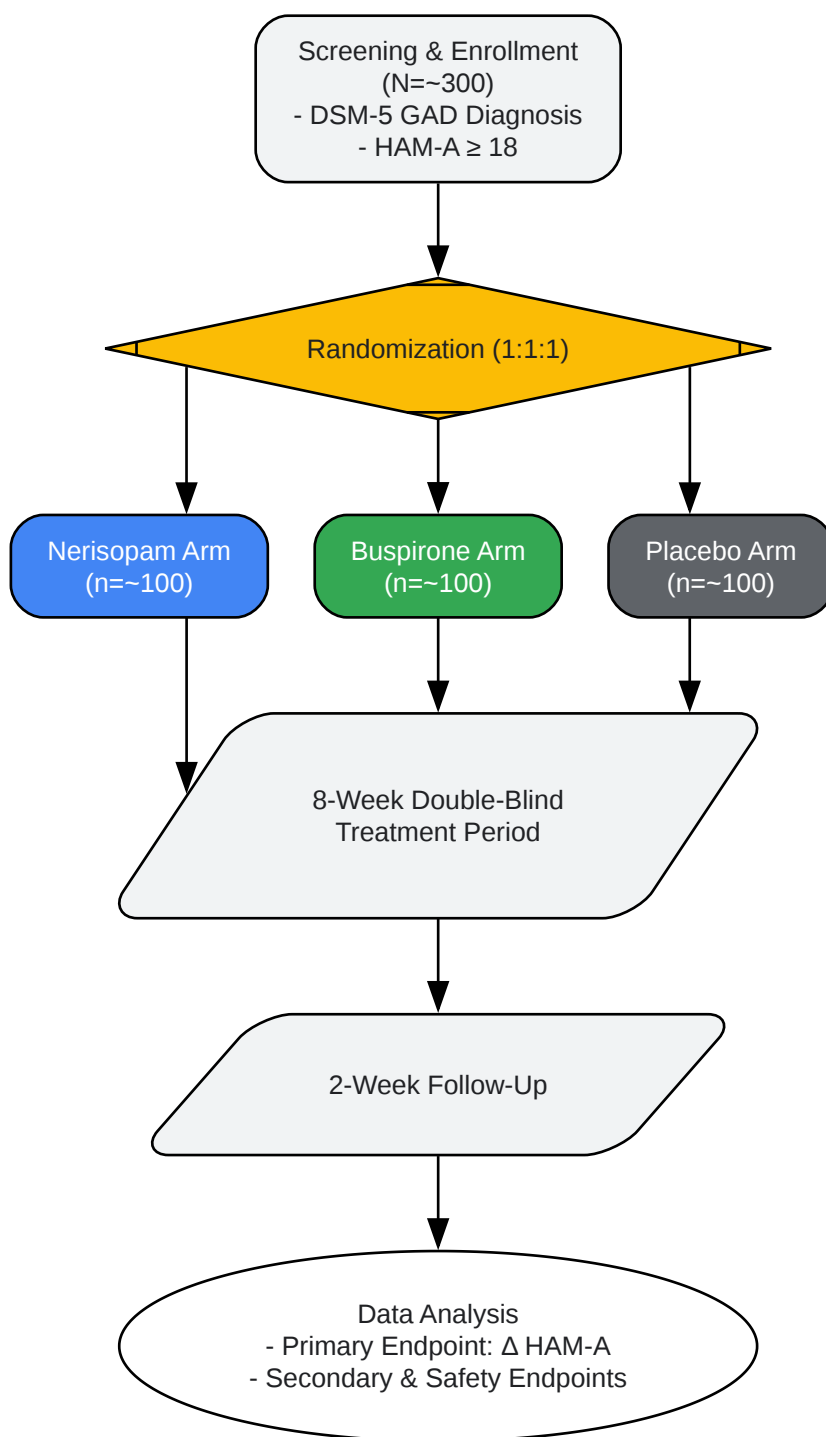 Screening & Enrollment
(N=~300)
- DSM-5 GAD Diagnosis
- HAM-A ≥ 18
Randomization (1:1:1)
Nerisopam Arm
(n=~100)
Buspirone Arm
(n=~100)
Placebo Arm
(n=~100)
8-Week Double-Blind
Treatment Period
2-Week Follow-Up
Data Analysis
- Primary Endpoint: Δ HAM-A
- Secondary & Safety Endpoints